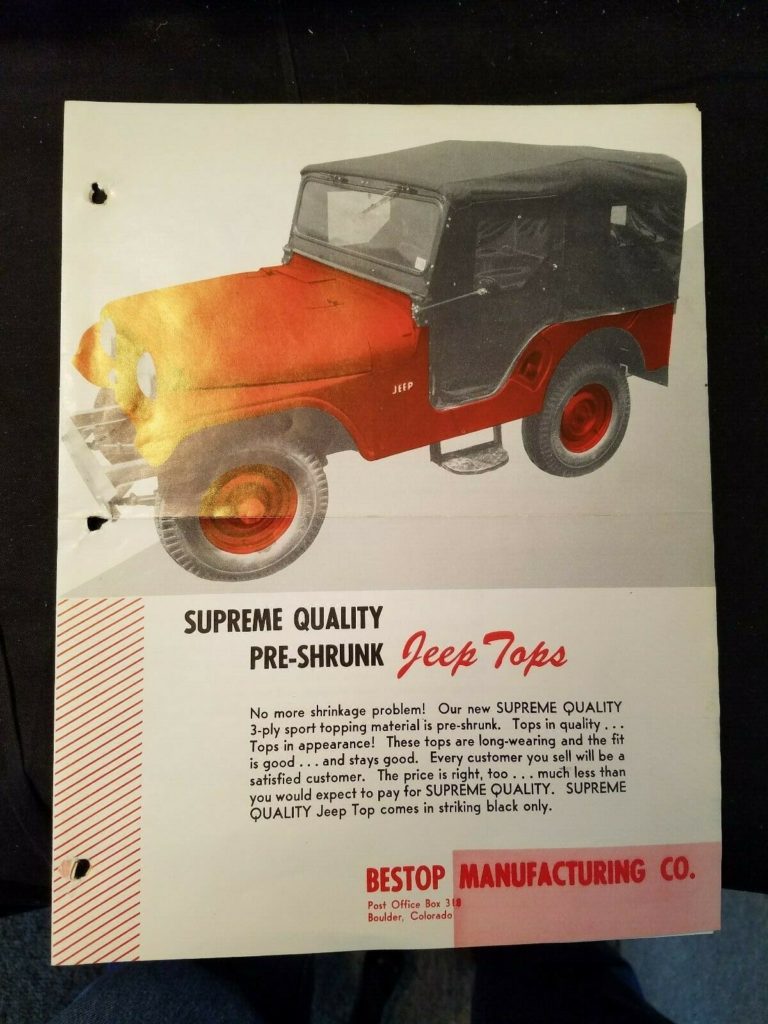 JEEP
SUPREME QUALITY
PRE-SHRUNK Jeep Tops
No more shrinkage problem! Our new SUPREME QUALITY
3-ply sport topping material is pre-shrunk. Tops in quality . . .
Tops in appearance! These tops are long-wearing and the fit
is good . . . and stays good. Every customer you sell will be a
satisfied customer. The price is right, too . . . much less than
you would expect to pay for SUPREME QUALITY. SUPREME
QUALITY Jeep Top comes in striking black only.
BESTOP MANUFACTURING CO.
Post Office Box 318
Boulder, Colorado